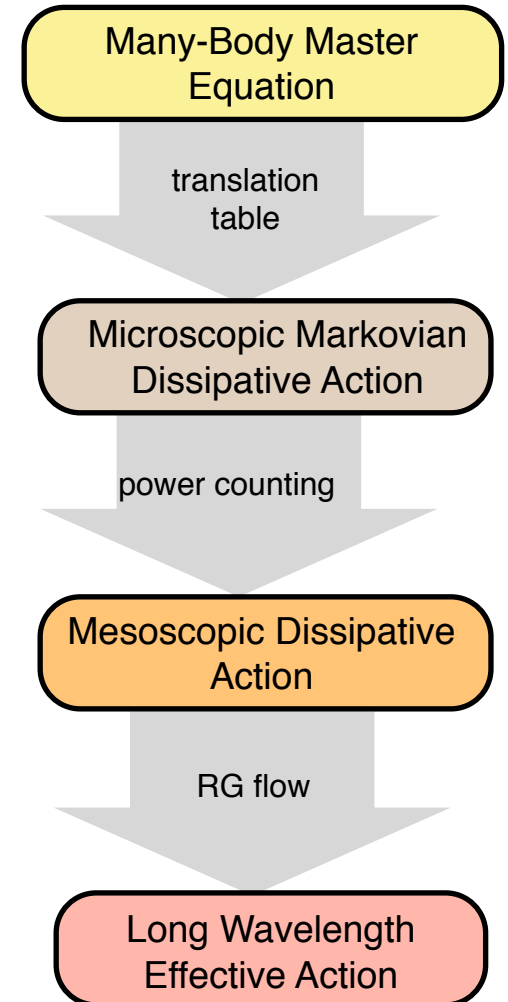 Many-Body Master
Equation
translation
table
Microscopic Markovian
Dissipative Action
power counting
Mesoscopic Dissipative
Action
RG flow
Long Wavelength
Effective Action